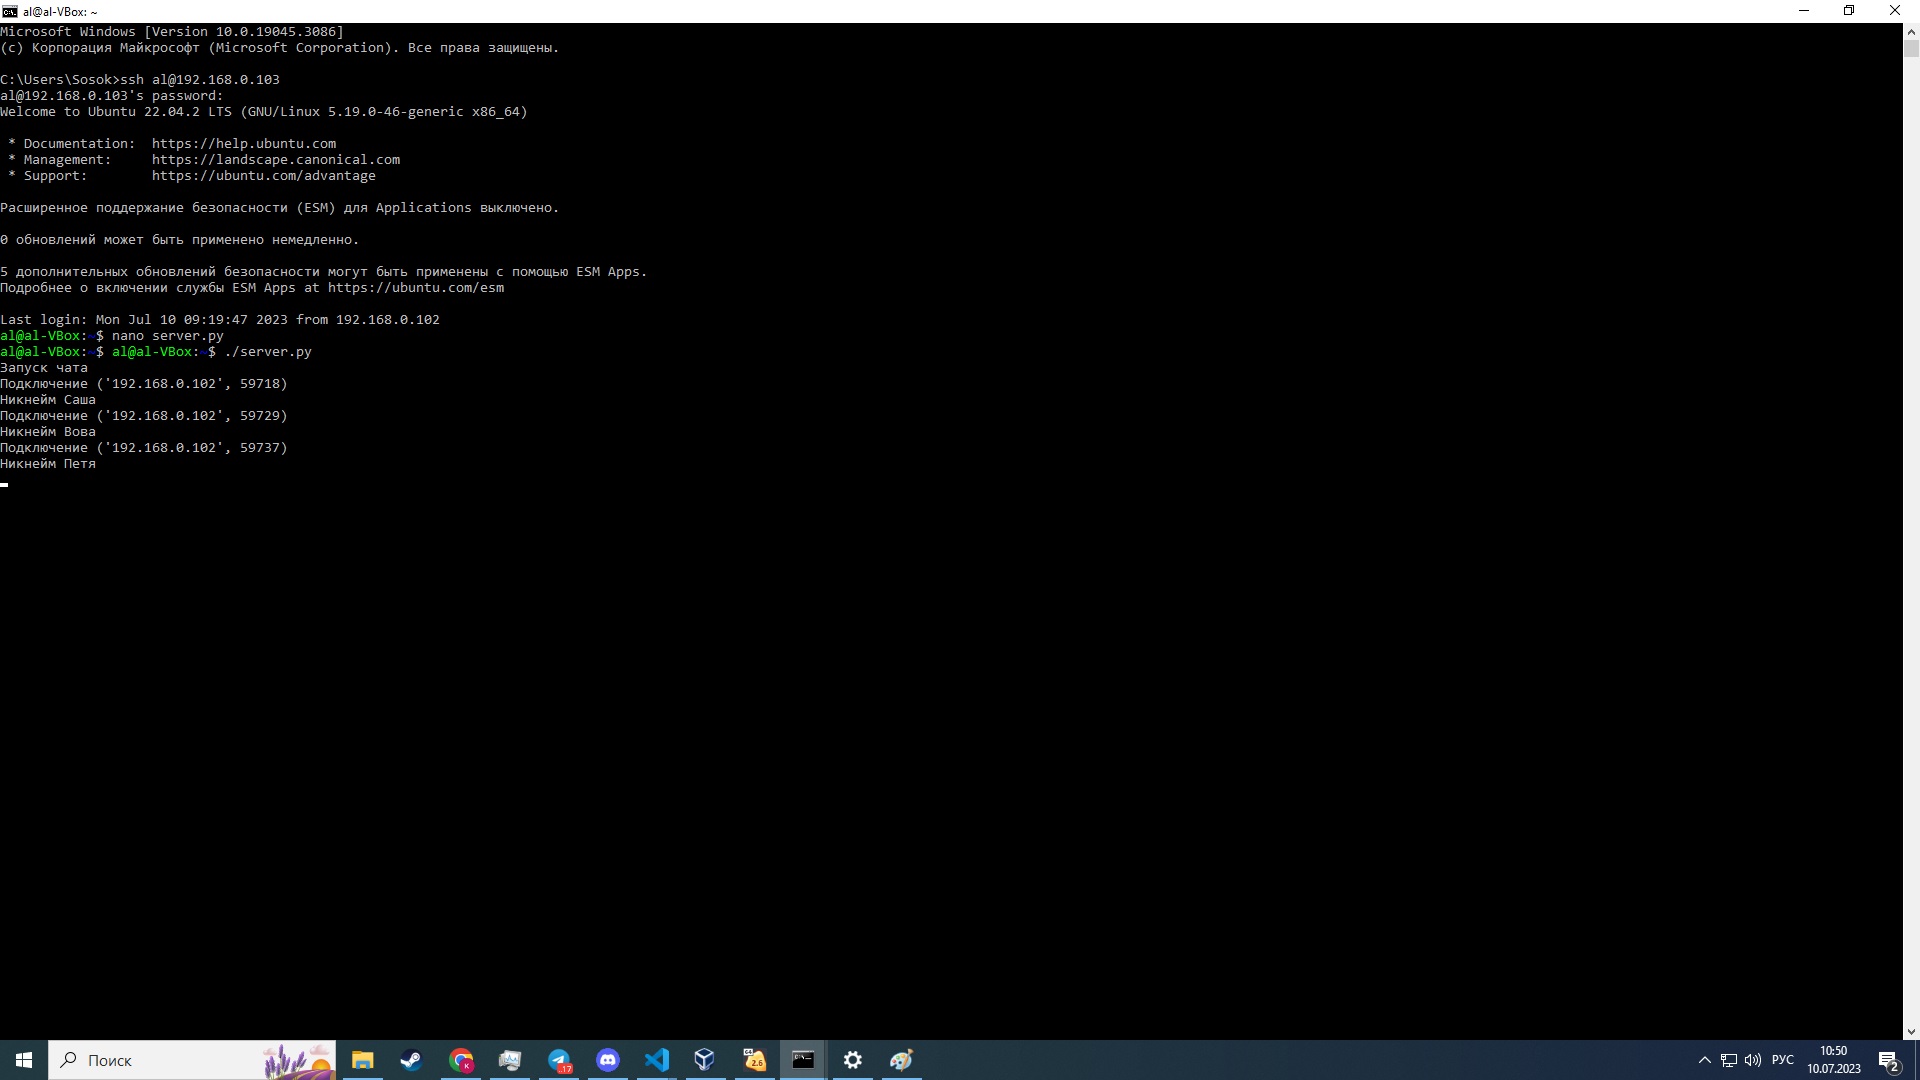 al@al-VBox: ~
Microsoft Windows [Version 10.0.19045.3086]
(c) Корпорация Майкрософт (Microsoft Corporation). Все права защищены.
C:\Users\Sosok>ssh al@192.168.0.103
al@192.168.0.103's password:
Welcome to Ubuntu 22.04.2 LTS (GNU/Linux 5.19.0-46-generic x86_64)
* Documentation:  https://help.ubuntu.com
* Management:     https://landscape.canonical.com
* Support:        https://ubuntu.com/advantage
Расширенное поддержание безопасности (ESM) для Applications выключено.
0 обновлений может быть применено немедленно.
5 дополнительных обновлений безопасности могут быть применены с помощью ESM Apps.
Подробнее о включении службы ESM Apps at https://ubuntu.com/esm
Last login: Mon Jul 10 09:19:47 2023 from 192.168.0.102
al@al-VBox:~$ nano server.py
al@al-VBox:~$ al@al-VBox:~$ ./server.py
Запуск чата
Подключение ('192.168.0.102', 59718)
Никнейм Саша
Подключение ('192.168.0.102', 59729)
Никнейм Вова
Подключение ('192.168.0.102', 59737)
Никнейм Петя
Поиск
K
..17
64
2.6
РУС
10:50
10.07.2023
2